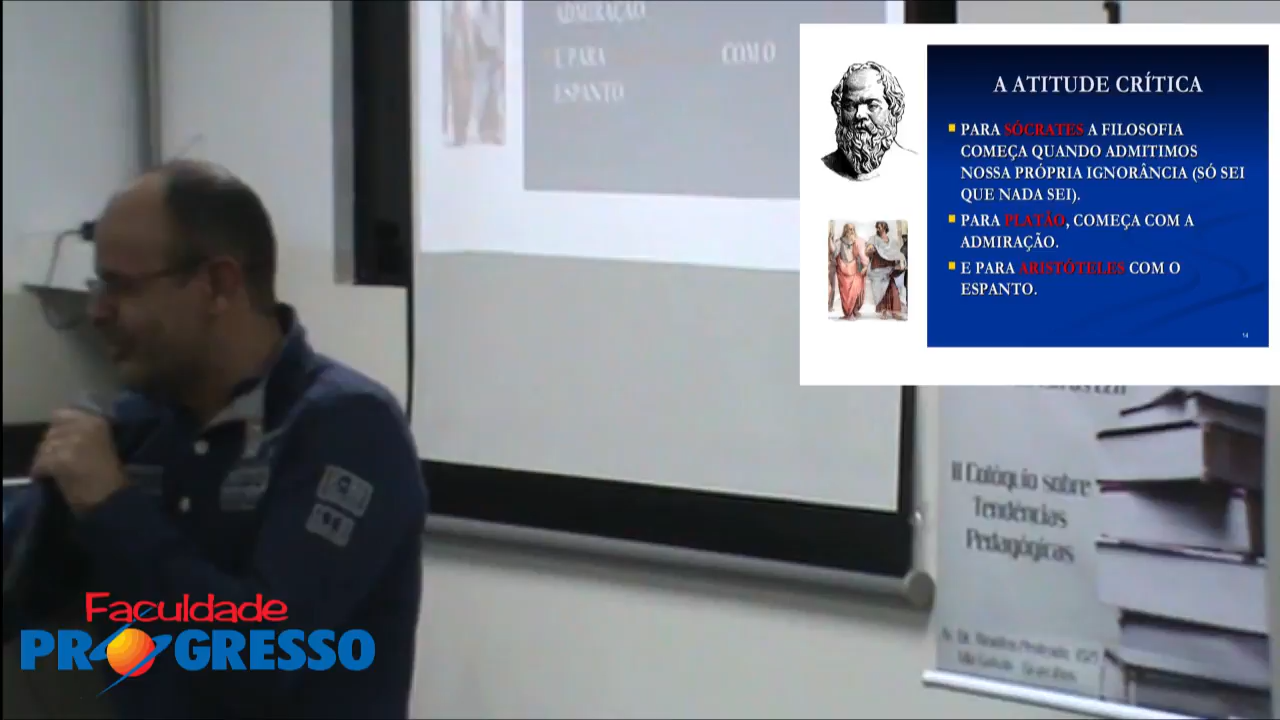 ADMIRAÇÃO
E PARA COM O
ESPANTO
A ATITUDE CRÍTICA
PARA SÓCRATES A FILOSOFIA
COMEÇA QUANDO ADMITIMOS
NOSSA PRÓPRIA IGNORÂNCIA (SÓ SEI
QUE NADA SEI).
PARA PLATÃO, COMEÇA COM A
ADMIRAÇÃO.
E PARA ARISTÓTELES COM O
ESPANTO.
14
II Colóquio sobre
Tendências
Pedagógicas
Faculdade
PROGRESSO